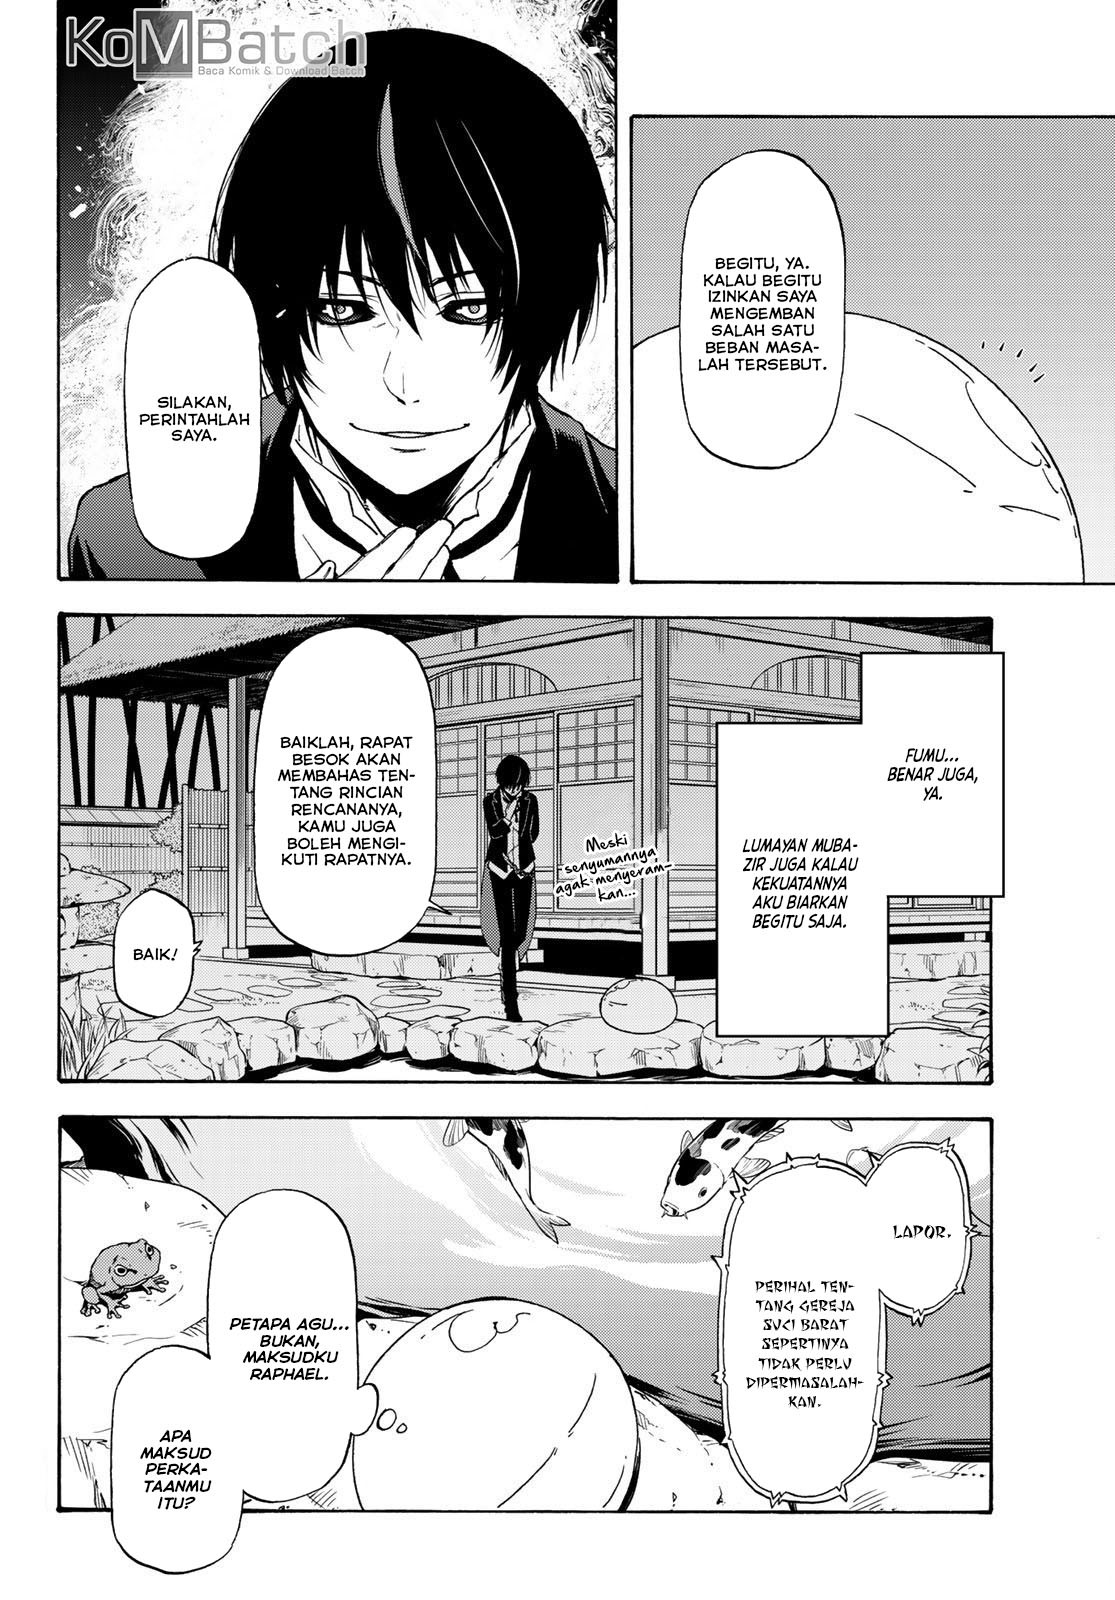 KoMBatch
Baca Komik & Download Batch
BEGITU, YA.
KALAU BEGITU
IZINKAN SAYA
MENGEMBAN
SALAH SATU
BEBAN MASA-
LAH TERSEBUT.
SILAKAN,
PERINTAHLAH
SAYA.
FUMU...
BENAR JUGA,
YA.
LUMAYAN MUBA-
ZIR JUGA KALAU
KEKUATANNYA
AKU BIARKAN
BEGITU SAJA.
Meski
senyumannya
agak menyeram-
kan...
BAIKLAH, RAPAT
BESOK AKAN
MEMBAHAS TEN-
TANG RINCIAN
RENCANANYA,
KAMU JUGA
BOLEH MENGI-
KUTI RAPATNYA.
BAIK!
LAPOR.
PERIHAL TEN-
TANG GEREJA
SUCI BARAT
SEPERTINYA
TIDAK PERLU
DIPERMASALAH-
KAN.
PETAPA AGU...
BUKAN,
MAKSUDKU
RAPHAEL.
APA
MAKSUD
PERKA-
TAANMU
ITU?